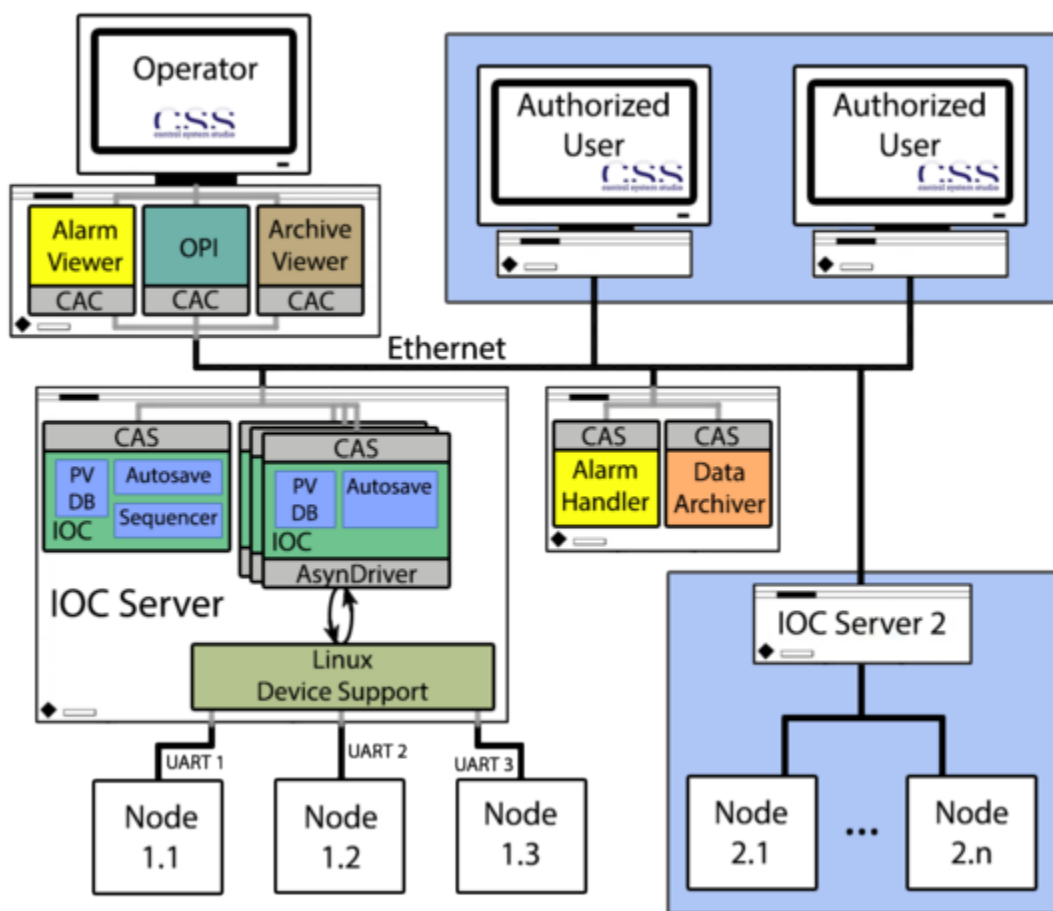 Operator
CSS
control system studio
Authorized
User
CSS
control system studio
Authorized
User
CSS
control system studio
Alarm
Viewer
CAC
OPI
CAC
Archive
Viewer
CAC
Ethernet
CAS
PV
DB
Autosave
Sequencer
IOC
CAS
PV
DB
Autosave
IOC
AsynDriver
IOC Server
Linux
Device Support
CAS
Alarm
Handler
CAS
Data
Archiver
IOC Server 2
UART 1
UART 2
UART 3
Node
1.1
Node
1.2
Node
1.3
Node
2.1
...
Node
2.n